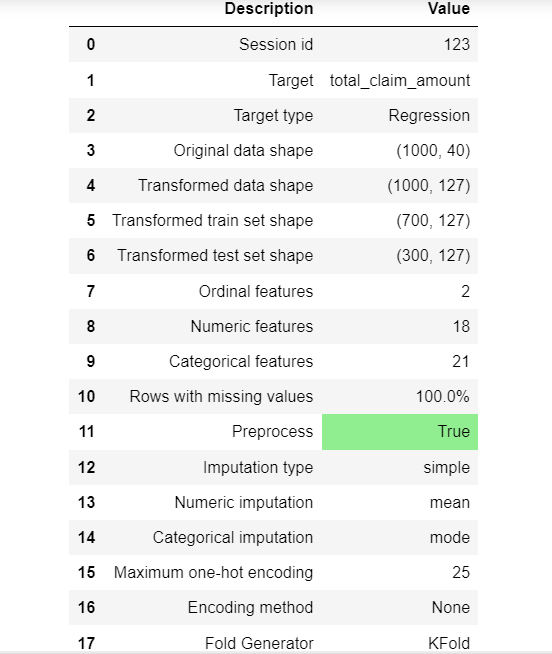 Description Value
0 Session id 123
1 Target total_claim_amount
2 Target type Regression
3 Original data shape (1000, 40)
4 Transformed data shape (1000, 127)
5 Transformed train set shape (700, 127)
6 Transformed test set shape (300, 127)
7 Ordinal features 2
8 Numeric features 18
9 Categorical features 21
10 Rows with missing values 100.0%
11 Preprocess True
12 Imputation type simple
13 Numeric imputation mean
14 Categorical imputation mode
15 Maximum one-hot encoding 25
16 Encoding method None
17 Fold Generator KFold